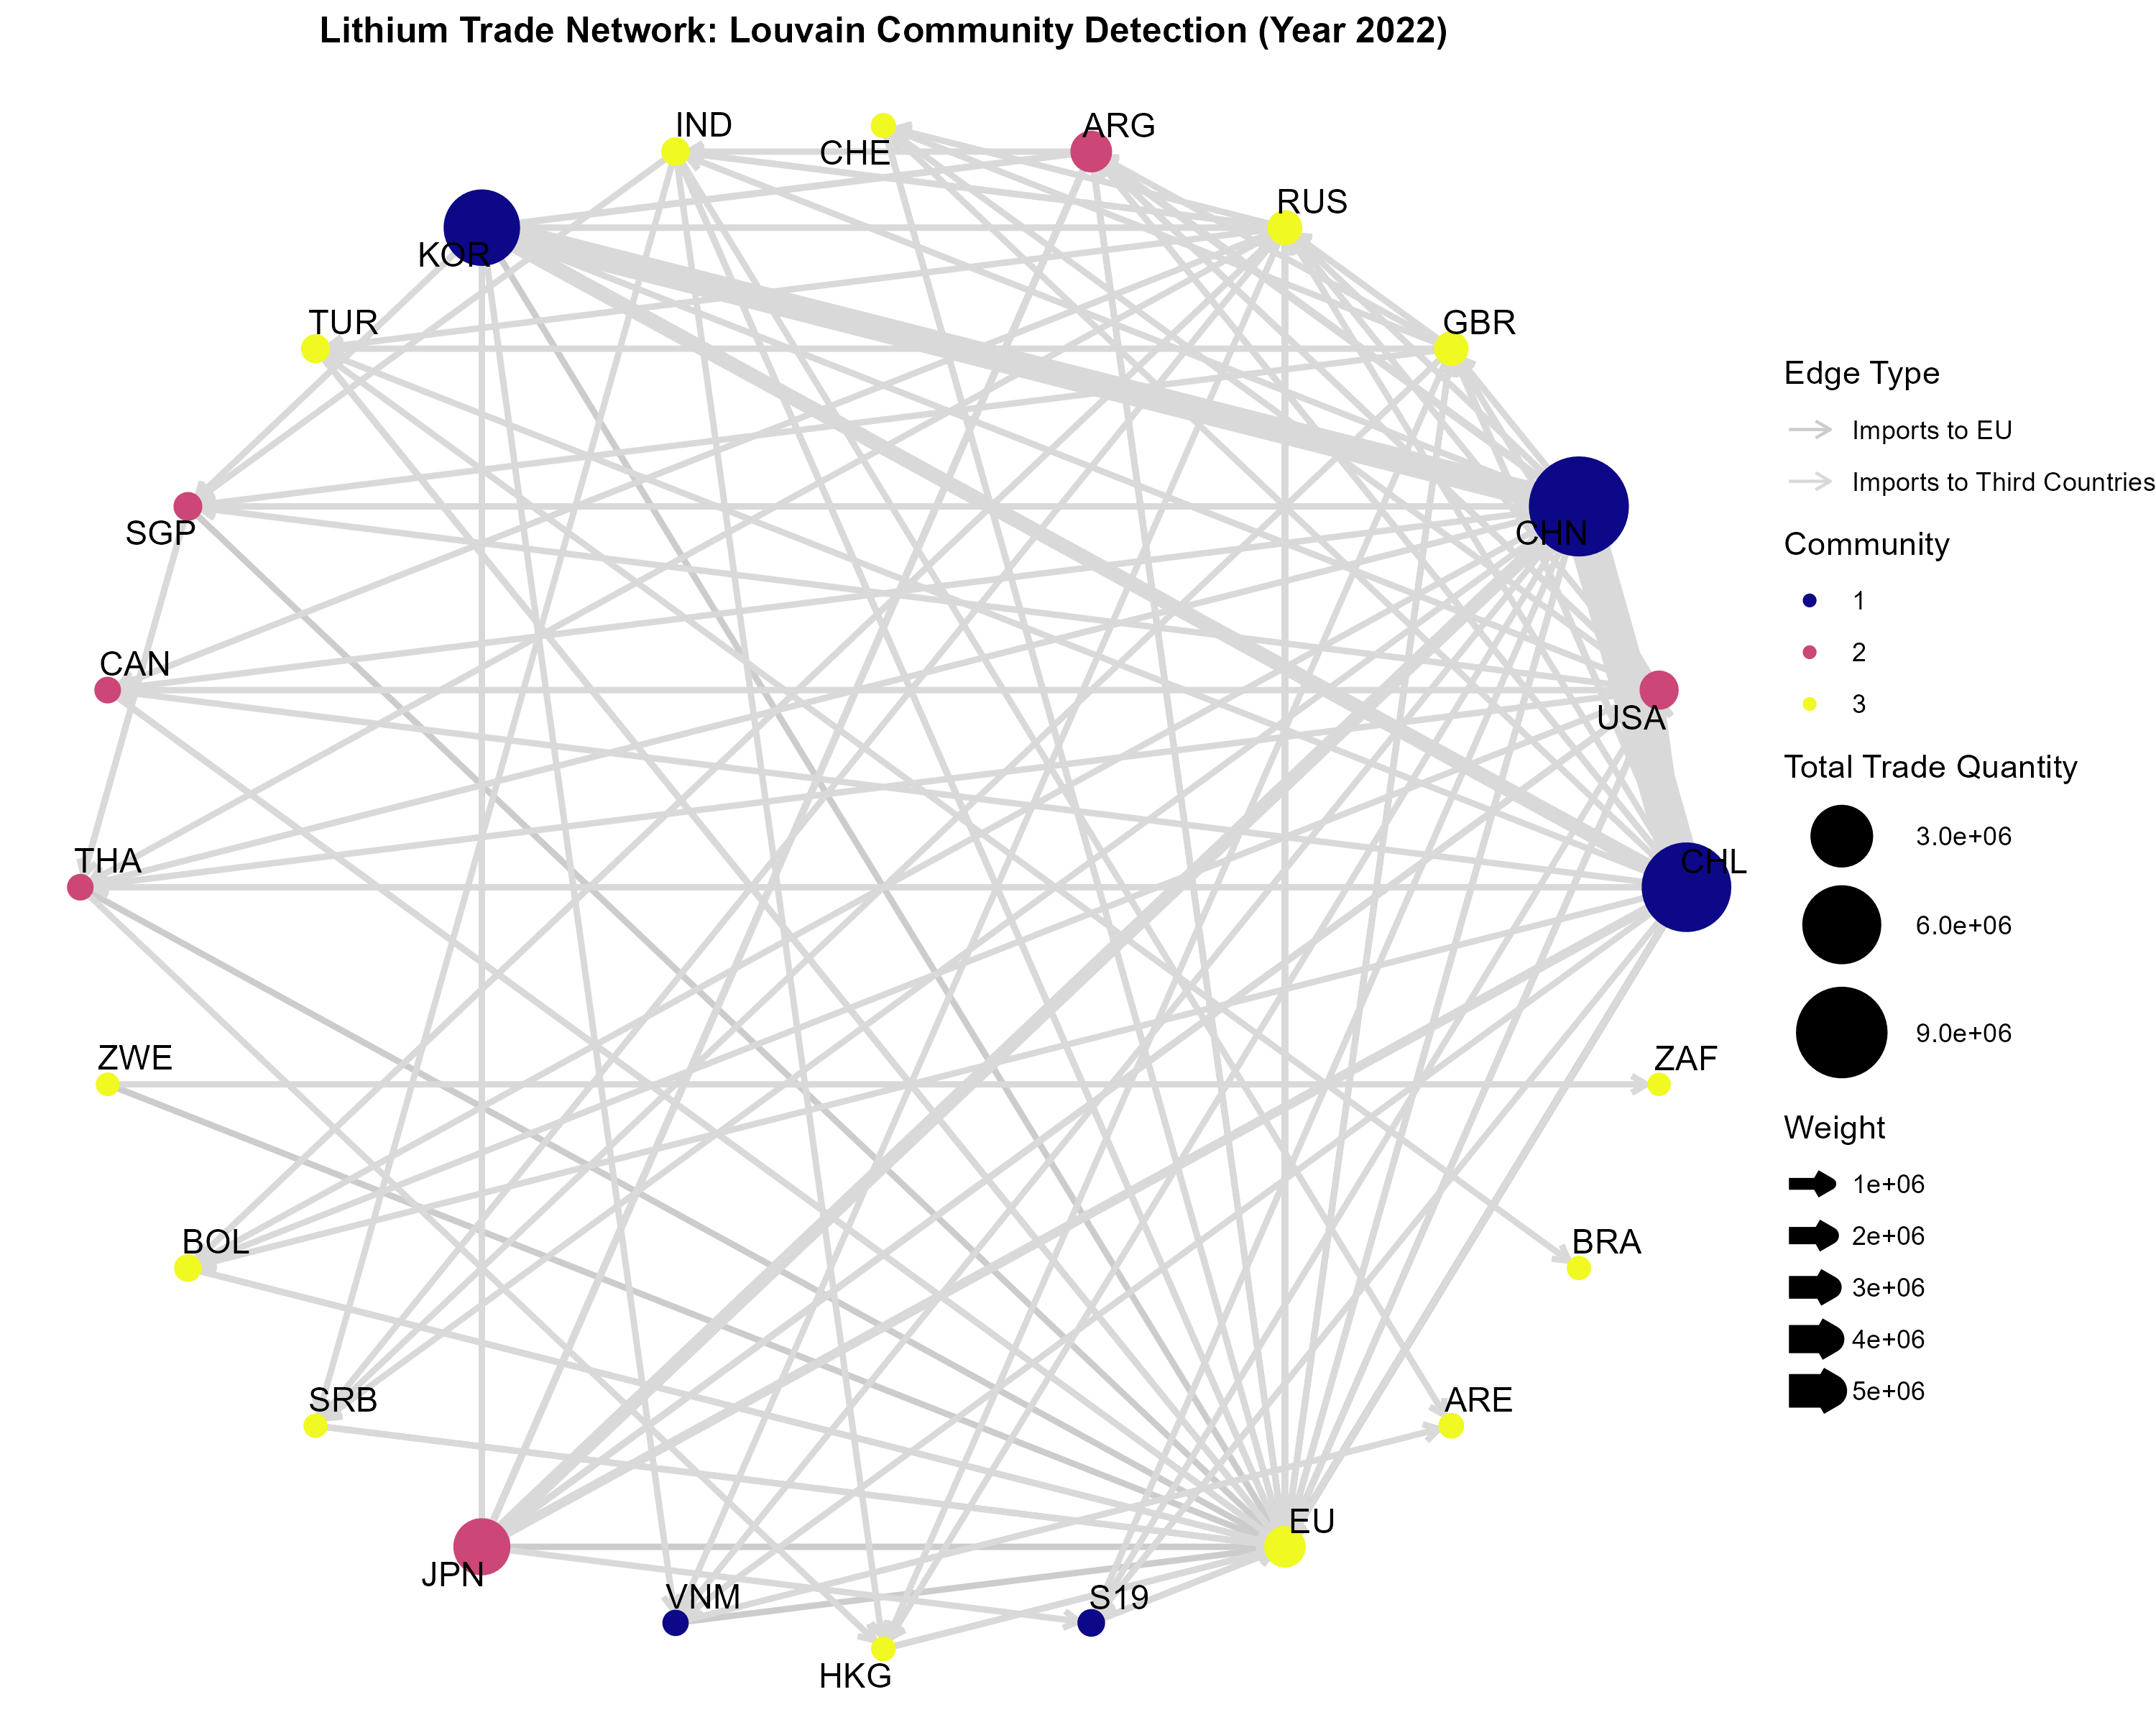 Lithium Trade Network: Louvain Community Detection (Year 2022)
IND
CHE
ARG
RUS
KOR
TUR
GBR
SGP
CHN
CAN
USA
THA
CHL
ZWE
ZAF
BOL
BRA
SRB
ARE
JPN
EU
VNM
S19
HKG
Edge Type
Imports to EU
Imports to Third Countries
Community
1
2
3
Total Trade Quantity
3.0e+06
6.0e+06
9.0e+06
Weight
1e+06
2e+06
3e+06
4e+06
5e+06